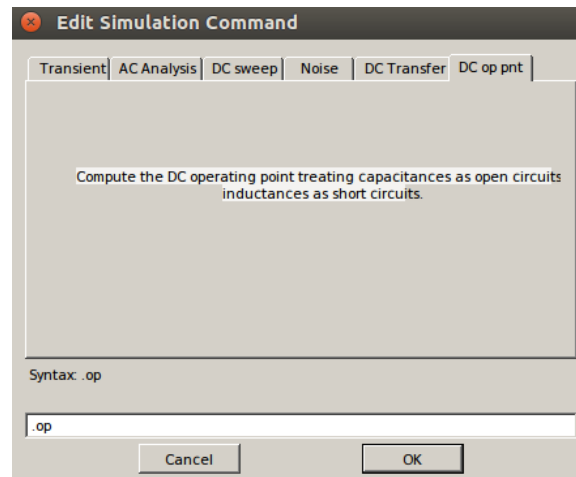 Edit Simulation Command
Transient AC Analysis DC sweep Noise DC Transfer DC op pnt
Compute the DC operating point treating capacitances as open circuits
inductances as short circuits.
Syntax: .op
.op
Cancel OK